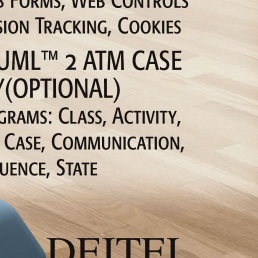 Forms, Web Controls
Tracking, Cookies
UML™ 2 ATM CASE
(OPTIONAL)
Class, Activity,
Case, Communication,
State
DEITEL